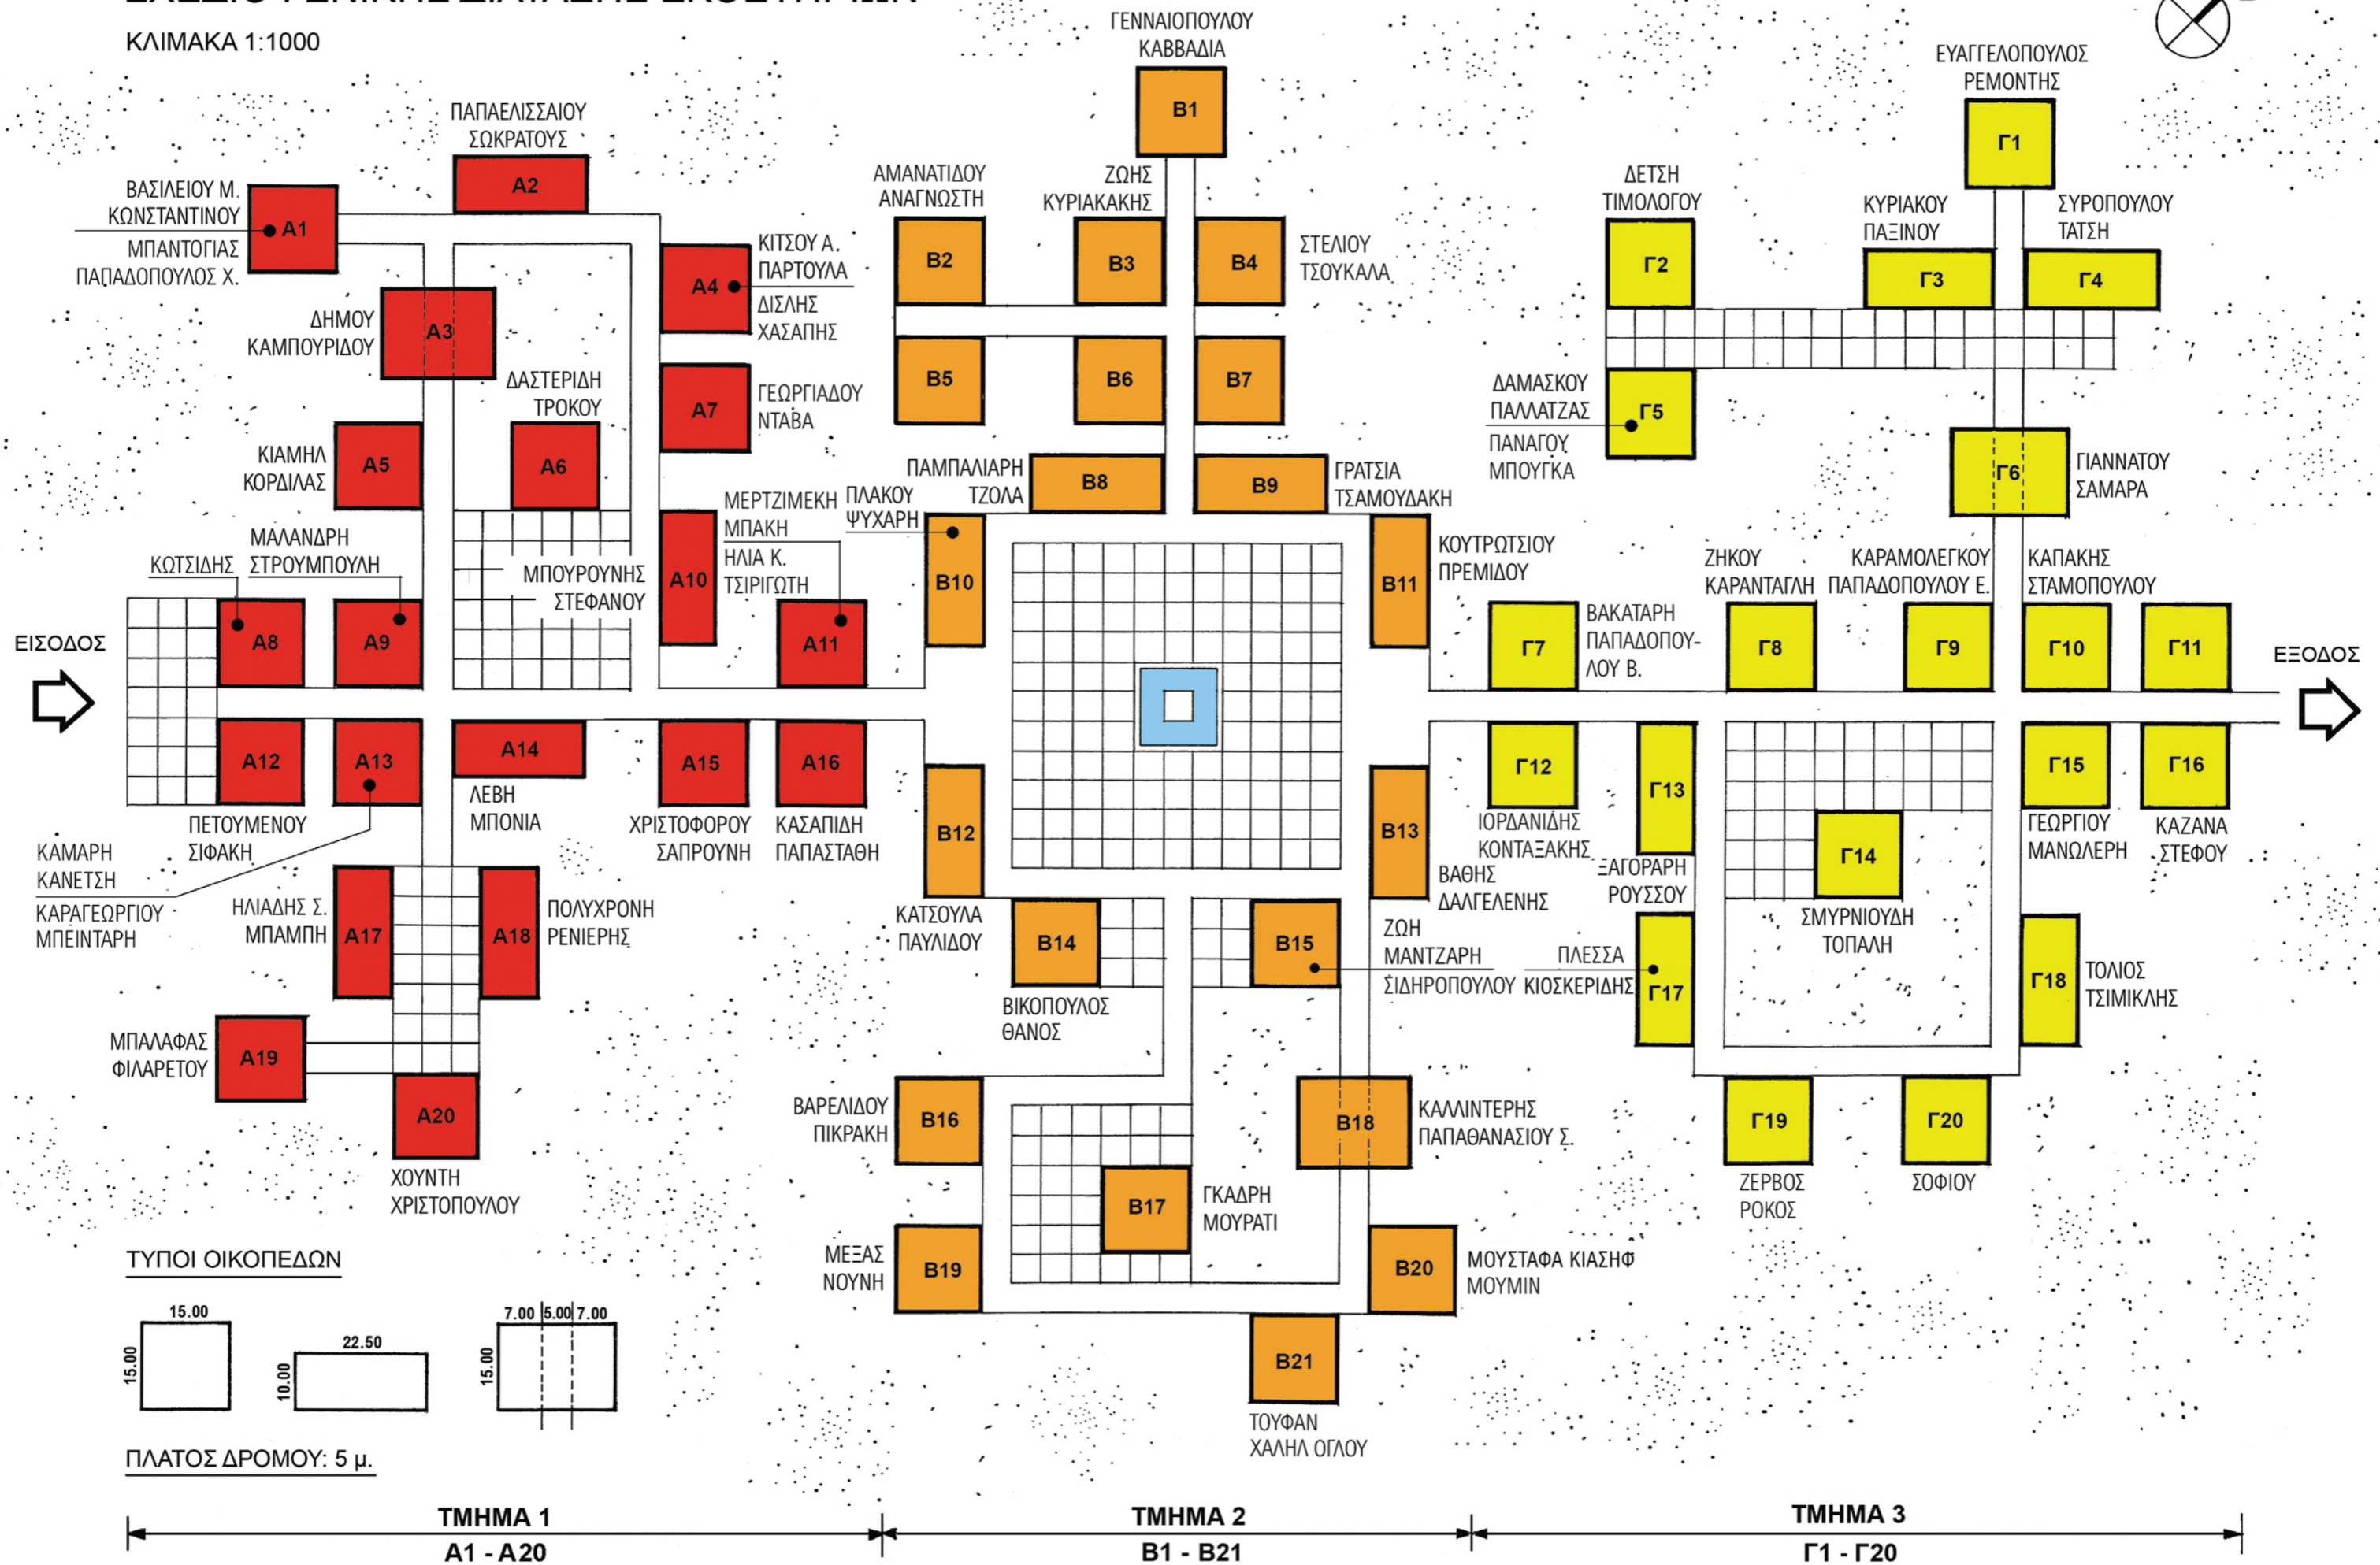 ΚΛΙΜΑΚΑ 1:1000
ΓΕΝΝΑΙΟΠΟΥΛΟΥ
ΚΑΒΒΑΔΙΑ
Β1
ΕΥΑΓΓΕΛΟΠΟΥΛΟΣ
ΡΕΜΟΝΤΗΣ
Γ1
ΠΑΠΑΕΛΙΣΣΑΙΟΥ
ΣΩΚΡΑΤΟΥΣ
Α2
ΒΑΣΙΛΕΙΟΥ Μ.
ΚΩΝΣΤΑΝΤΙΝΟΥ
ΜΠΑΝΤΟΓΙΑΣ
ΠΑΠΑΔΟΠΟΥΛΟΣ Χ.
Α1
ΑΜΑΝΑΤΙΔΟΥ
ΑΝΑΓΝΩΣΤΗ
Β2
ΖΩΗΣ
ΚΥΡΙΑΚΑΚΗΣ
Β3
Β4
ΣΤΕΛΙΟΥ
ΤΣΟΥΚΑΛΑ
ΔΕΤΣΗ
ΤΙΜΟΛΟΓΟΥ
Γ2
ΚΥΡΙΑΚΟΥ
ΠΑΞΙΝΟΥ
Γ3
ΣΥΡΟΠΟΥΛΟΥ
ΤΑΤΣΗ
Γ4
ΔΗΜΟΥ
ΚΑΜΠΟΥΡΙΔΟΥ
Α3
Α4
ΚΙΤΣΟΥ Α.
ΠΑΡΤΟΥΛΑ
ΔΙΣΛΗΣ
ΧΑΣΑΠΗΣ
Β5
Β6
Β7
ΔΑΜΑΣΚΟΥ
ΠΑΛΛΑΤΖΑΣ
ΠΑΝΑΓΟΥ
ΜΠΟΥΓΚΑ
Γ5
ΔΑΣΤΕΡΙΔΗ
ΤΡΟΚΟΥ
Α6
Α7
ΓΕΩΡΓΙΑΔΟΥ
ΝΤΑΒΑ
ΚΙΑΜΗΛ
ΚΟΡΔΙΛΑΣ
Α5
ΠΑΜΠΑΛΙΑΡΗ
ΤΖΟΛΑ
Β8
Β9
ΓΡΑΤΣΙΑ
ΤΣΑΜΟΥΔΑΚΗ
Γ6
ΓΙΑΝΝΑΤΟΥ
ΣΑΜΑΡΑ
ΜΕΡΤΖΙΜΕΚΗ
ΜΠΑΚΗ
ΗΛΙΑ Κ.
ΤΣΙΡΙΓΩΤΗ
ΠΛΑΚΟΥ
ΨΥΧΑΡΗ
Β10
Β11
ΚΟΥΤΡΩΤΣΙΟΥ
ΠΡΕΜΙΔΟΥ
ΚΩΤΣΙΔΗΣ
ΜΑΛΑΝΔΡΗ
ΣΤΡΟΥΜΠΟΥΛΗ
ΜΠΟΥΡΟΥΝΗΣ
ΣΤΕΦΑΝΟΥ
Α10
ΖΗΚΟΥ
ΚΑΡΑΝΤΑΓΛΗ
ΚΑΡΑΜΟΛΕΓΚΟΥ
ΠΑΠΑΔΟΠΟΥΛΟΥ Ε.
ΚΑΠΑΚΗΣ
ΣΤΑΜΟΠΟΥΛΟΥ
ΕΙΣΟΔΟΣ
Α8
Α9
Α11
Γ7
ΒΑΚΑΤΑΡΗ
ΠΑΠΑΔΟΠΟΥ-
ΛΟΥ Β.
Γ8
Γ9
Γ10
Γ11
ΕΞΟΔΟΣ
Α12
Α13
Α14
Α15
Α16
Β12
Β13
Γ12
Γ13
Γ15
Γ16
ΠΕΤΟΥΜΕΝΟΥ
ΣΙΦΑΚΗ
ΛΕΒΗ
ΜΠΟΝΙΑ
ΧΡΙΣΤΟΦΟΡΟΥ
ΣΑΠΡΟΥΝΗ
ΚΑΣΑΠΙΔΗ
ΠΑΠΑΣΤΑΘΗ
ΙΟΡΔΑΝΙΔΗΣ
ΚΟΝΤΑΞΑΚΗΣ
ΞΑΓΟΡΑΡΗ
ΡΟΥΣΣΟΥ
Γ14
ΣΜΥΡΝΙΟΥΔΗ
ΤΟΠΑΛΗ
ΓΕΩΡΓΙΟΥ
ΜΑΝΩΛΕΡΗ
ΚΑΖΑΝΑ
ΣΤΕΦΟΥ
ΚΑΜΑΡΗ
ΚΑΝΕΤΣΗ
ΚΑΡΑΓΕΩΡΓΙΟΥ
ΜΠΕΙΝΤΑΡΗ
ΗΛΙΑΔΗΣ Σ.
ΜΠΑΜΠΗ
Α17
Α18
ΠΟΛΥΧΡΟΝΗ
ΡΕΝΙΕΡΗΣ
ΚΑΤΣΟΥΛΑ
ΠΑΥΛΙΔΟΥ
Β14
ΒΙΚΟΠΟΥΛΟΣ
ΘΑΝΟΣ
Β15
ΒΑΘΗΣ
ΔΑΛΓΕΛΕΝΗΣ
ΖΩΗ
ΜΑΝΤΖΑΡΗ
ΣΙΔΗΡΟΠΟΥΛΟΥ
ΠΛΕΣΣΑ
ΚΙΟΣΚΕΡΙΔΗΣ
Γ17
Γ18
ΤΟΛΙΟΣ
ΤΣΙΜΙΚΛΗΣ
ΜΠΑΛΑΦΑΣ
ΦΙΛΑΡΕΤΟΥ
Α19
Α20
ΧΟΥΝΤΗ
ΧΡΙΣΤΟΠΟΥΛΟΥ
ΒΑΡΕΛΙΔΟΥ
ΠΙΚΡΑΚΗ
Β16
Β18
ΚΑΛΛΙΝΤΕΡΗΣ
ΠΑΠΑΘΑΝΑΣΙΟΥ Σ.
Γ19
ΖΕΡΒΟΣ
ΡΟΚΟΣ
Γ20
ΣΟΦΙΟΥ
Β17
ΓΚΑΔΡΗ
ΜΟΥΡΑΤΙ
ΜΕΞΑΣ
ΝΟΥΝΗ
Β19
Β20
ΜΟΥΣΤΑΦΑ ΚΙΑΣΗΦ
ΜΟΥΜΙΝ
Β21
ΤΟΥΦΑΝ
ΧΑΛΗΛ ΟΓΛΟΥ
ΤΥΠΟΙ ΟΙΚΟΠΕΔΩΝ
15.00
15.00
22.50
10.00
7.00 5.00 7.00
15.00
ΠΛΑΤΟΣ ΔΡΟΜΟΥ: 5 μ.
ΤΜΗΜΑ 1
Α1 - Α20
ΤΜΗΜΑ 2
Β1 - Β21
ΤΜΗΜΑ 3
Γ1 - Γ20